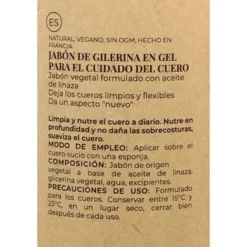 ES
NATURAL, VEGANO, SIN OGM, HECHO EN
FRANCIA
JABÓN DE GILERINA EN GEL
PARA EL CUIDADO DEL CUERO
Jabón vegetal formulado con aceite
de linaza
Deja los cueros limpios y flexibles
Da un aspecto "nuevo"
Limpia y nutre el cuero a diario. Nutre en
profundidad y no daña las sobrecosturas,
suaviza el cuero.
MODO DE EMPLEO: Aplicar sobre el
cuero sucio con una esponja.
COMPOSICIÓN: Jabón de origen
vegetal a base de aceite de linaza,
glicerina vegetal, agua, excipientes.
PRECAUCIONES DE USO: Formulado
para los cueros. Conservar entre 15°C y
25°C, en un lugar seco, cerrar bien
después de cada uso.